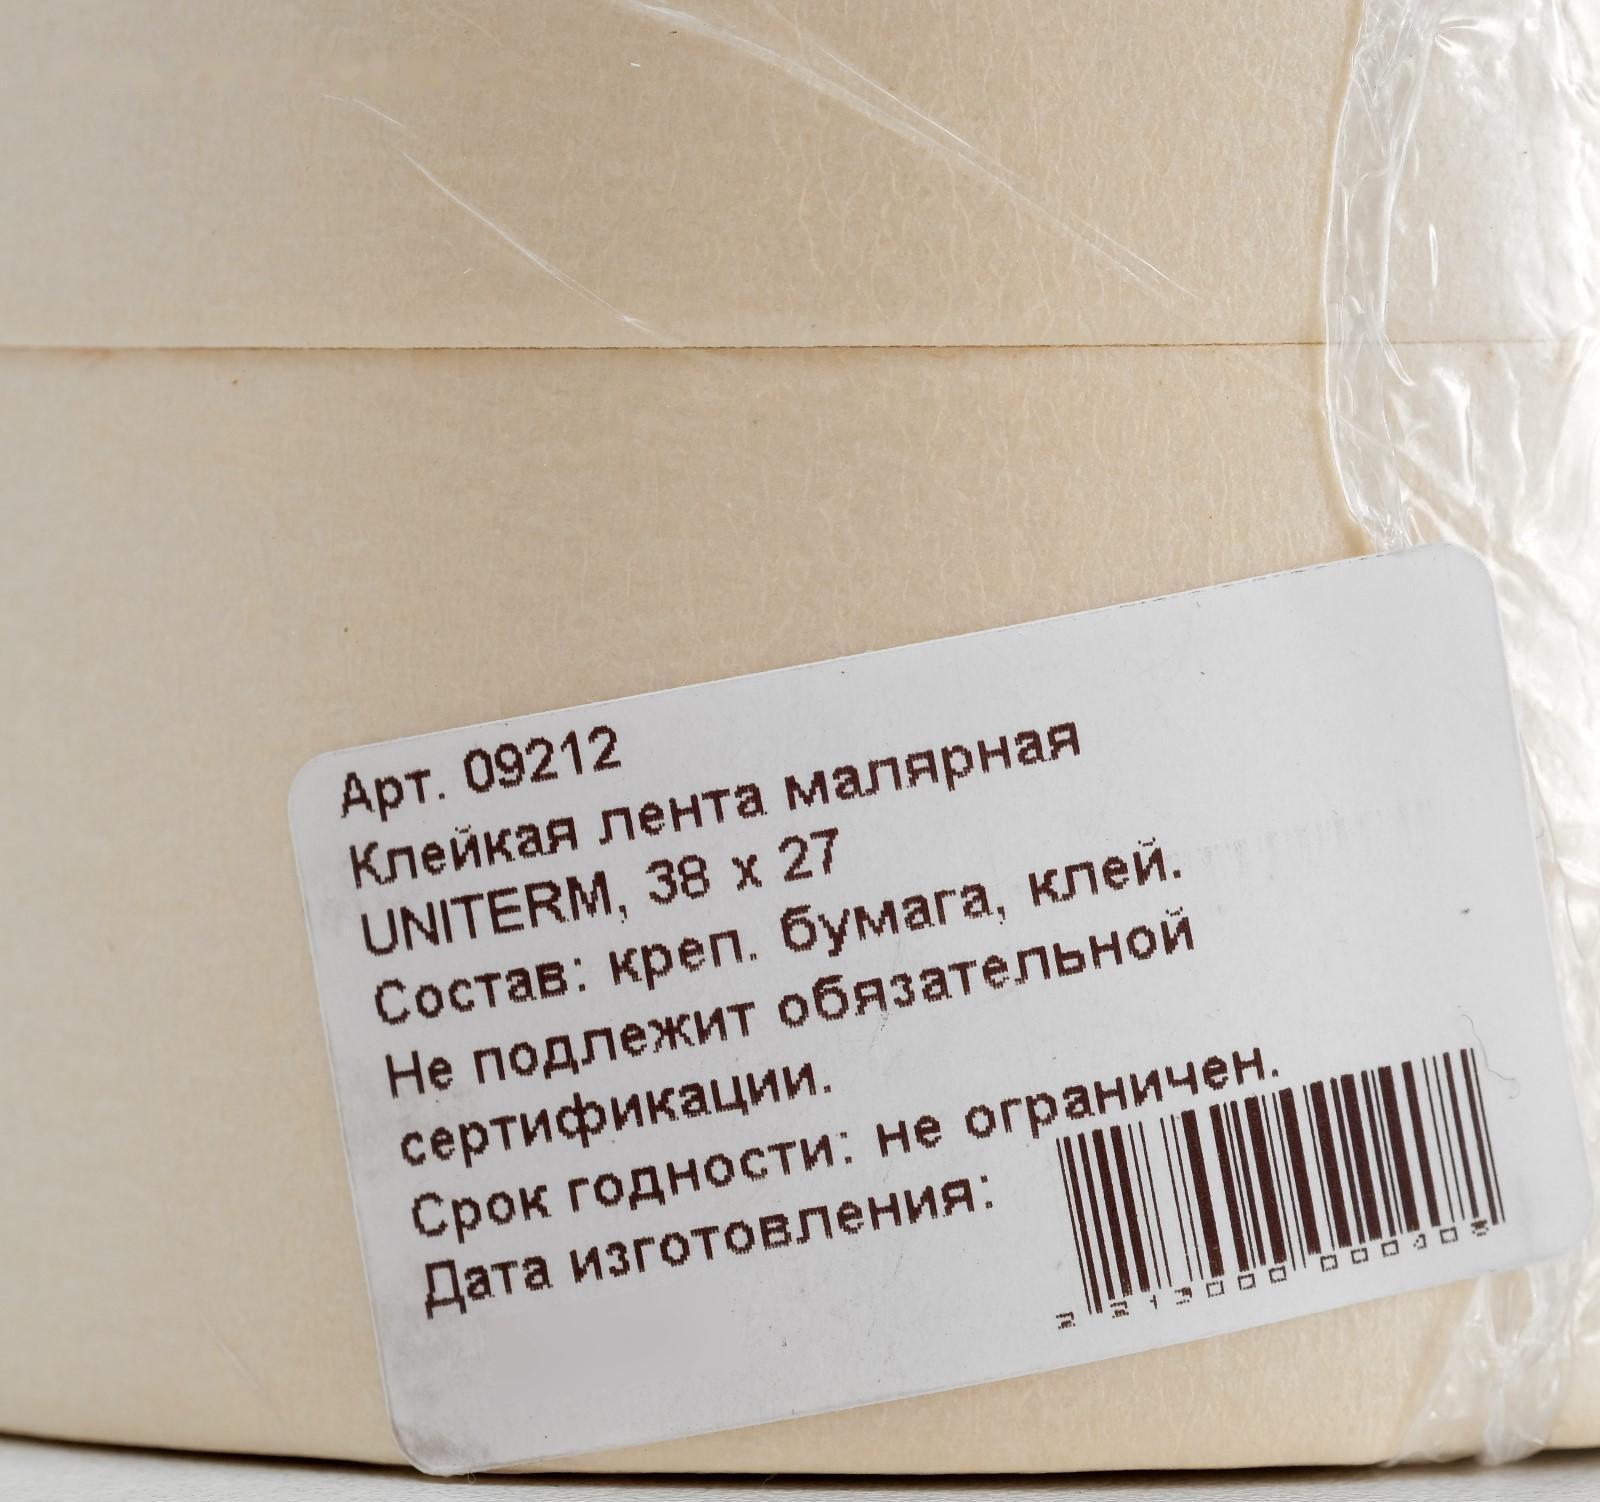 Арт. 09212
Клейкая лента малярная
UNITERM, 38 x 27
Состав: креп. бумага, клей.
Не подлежит обязательной
сертификации.
Срок годности: не ограничен.
Дата изготовления: